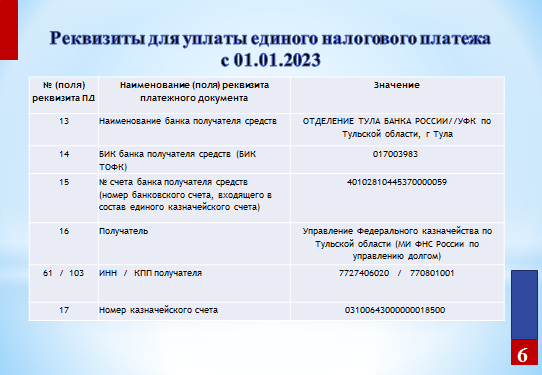 Реквизиты для уплаты единого налогового платежа
с 01.01.2023
№ (поля) Наименование (поля) реквизита Значение
реквизита ПД платежного документа
13 Наименование банка получателя средств ОТДЕЛЕНИЕ ТУЛА БАНКА РОССИИ//УФК по
Тульской области, г Тула
14 БИК банка получателя средств (БИК 017003983
ТОФК)
15 № счета банка получателя средств 40102810445370000059
(номер банковского счета, входящего в
состав единого казначейского счета)
16 Получатель Управление Федерального казначейства по
Тульской области (МИ ФНС России по
управлению долгом)
61 / 103 ИНН / КПП получателя 7727406020 / 770801001
17 Номер казначейского счета 03100643000000018500
6